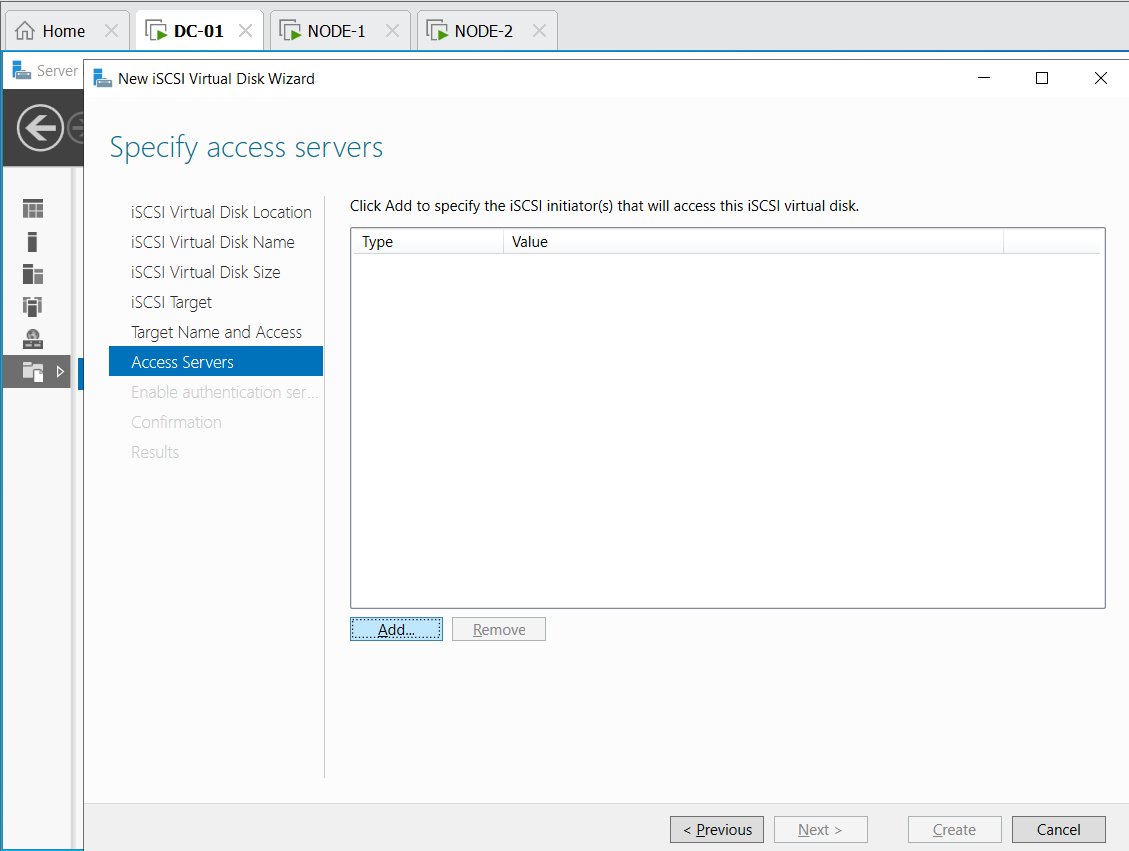 Home
DC-01
NODE-1
NODE-2
Server
New iSCSI Virtual Disk Wizard
Specify access servers
iSCSI Virtual Disk Location
iSCSI Virtual Disk Name
iSCSI Virtual Disk Size
iSCSI Target
Target Name and Access
Access Servers
Enable authentication ser...
Confirmation
Results
Click Add to specify the iSCSI initiator(s) that will access this iSCSI virtual disk.
Type Value
Add... Remove
< Previous Next > Create Cancel